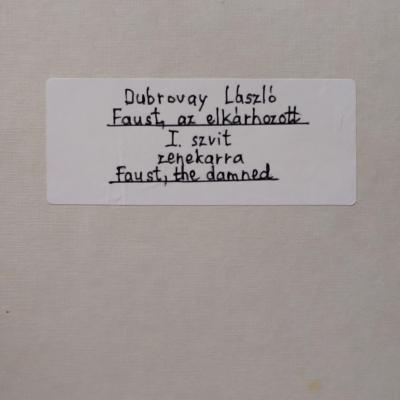 Dubrovay László
Faust, az elkárhozott
I. szvit
zenekarra
Faust, the damned